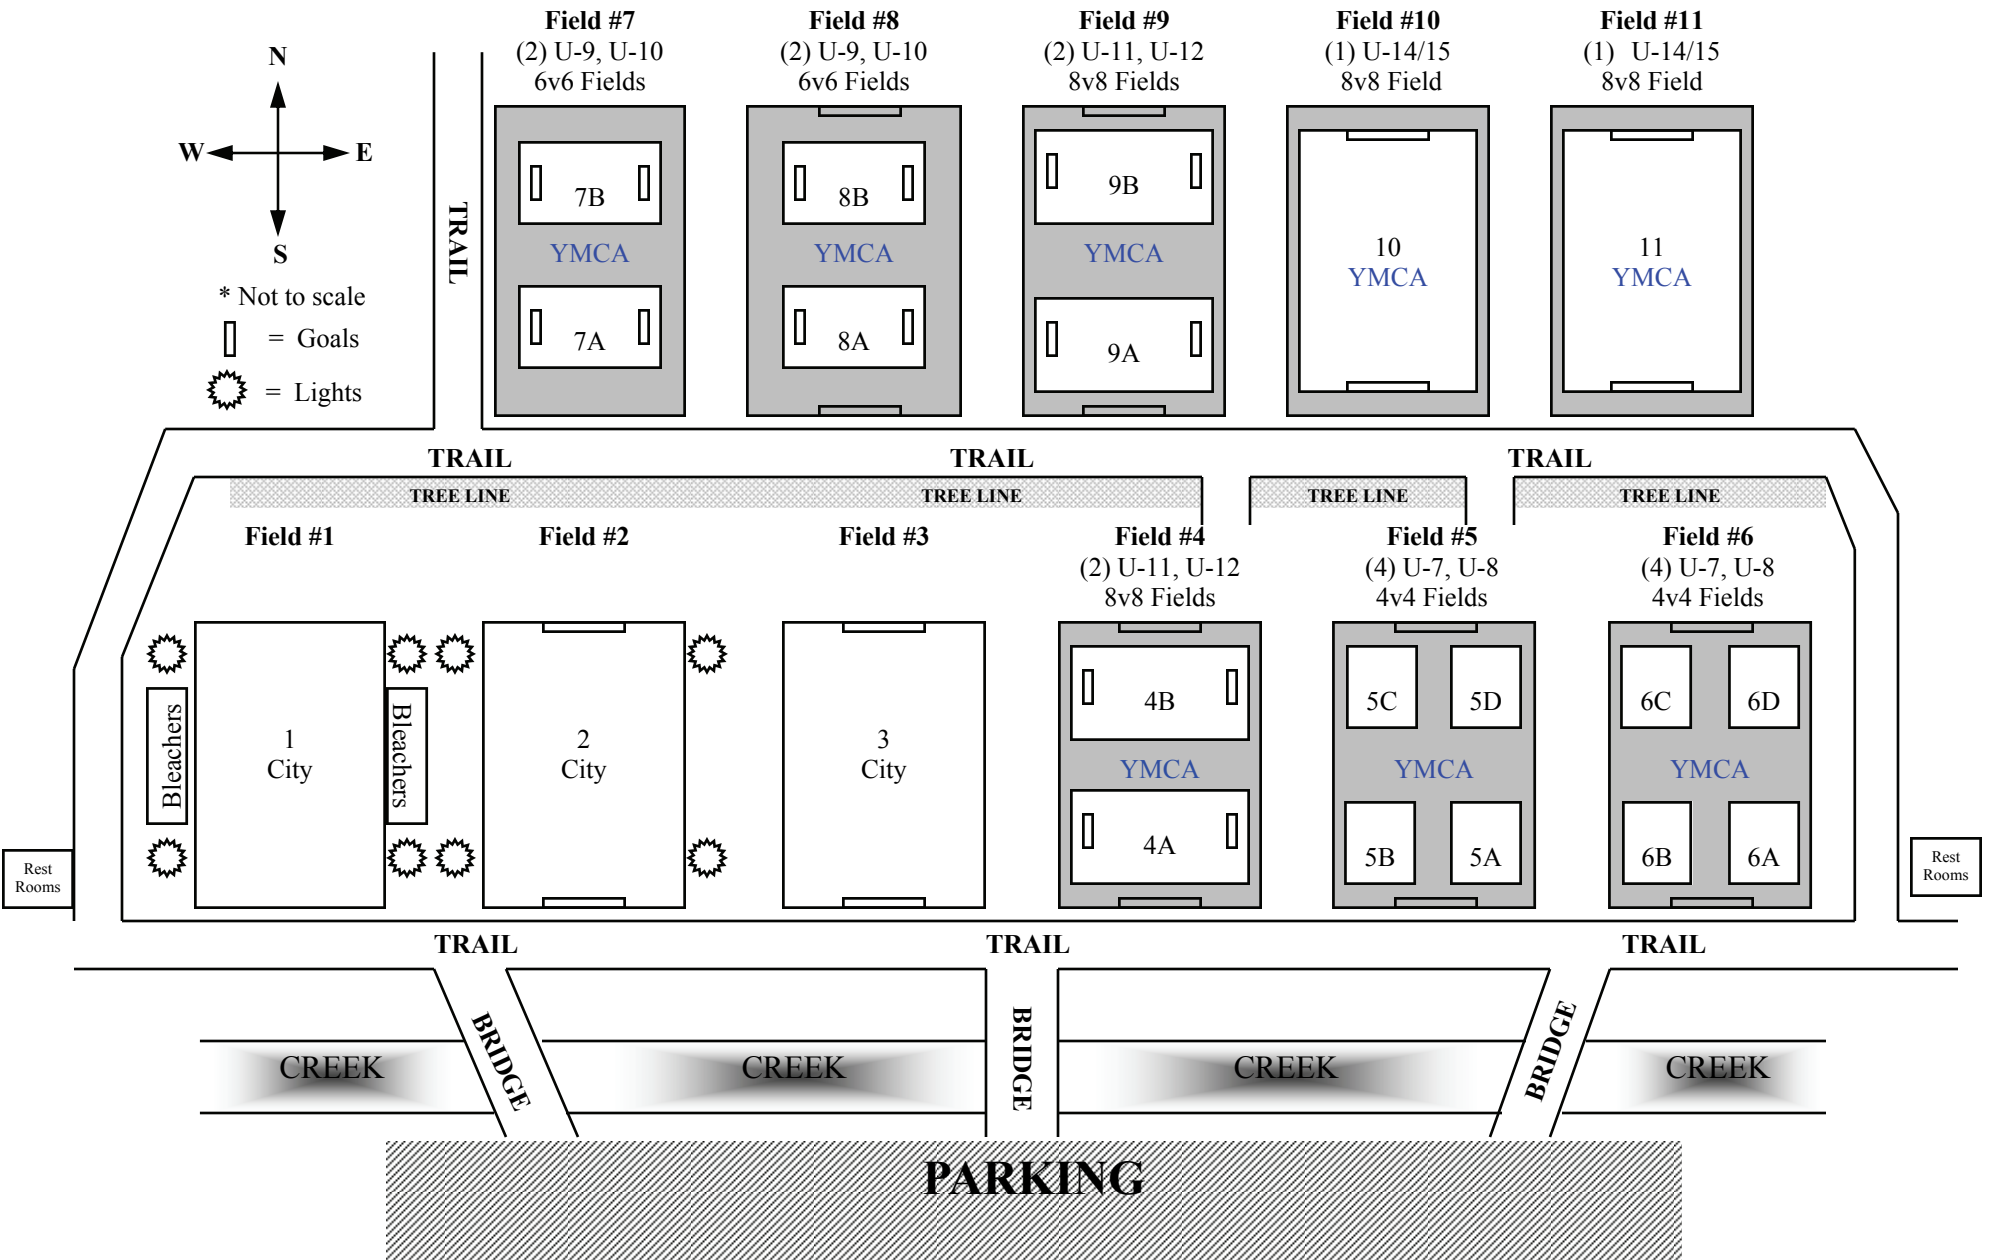 Field #7
(2) U-9, U-10
6v6 Fields
Field #8
(2) U-9, U-10
6v6 Fields
Field #9
(2) U-11, U-12
8v8 Fields
Field #10
(1) U-14/15
8v8 Field
Field #11
(1) U-14/15
8v8 Field
N
W
E
S
* Not to scale
= Goals
= Lights
TRAIL
7B
YMCA
7A
8B
YMCA
8A
9B
YMCA
9A
10
YMCA
11
YMCA
TRAIL
TRAIL
TRAIL
TREE LINE
TREE LINE
TREE LINE
TREE LINE
Field #1
Field #2
Field #3
Field #4
(2) U-11, U-12
8v8 Fields
Field #5
(4) U-7, U-8
4v4 Fields
Field #6
(4) U-7, U-8
4v4 Fields
Bleachers
1
City
Bleachers
2
City
3
City
4B
YMCA
4A
5C
5D
YMCA
5B
5A
6C
6D
YMCA
6B
6A
Rest
Rooms
Rest
Rooms
TRAIL
TRAIL
TRAIL
BRIDGE
BRIDGE
BRIDGE
CREEK
CREEK
CREEK
CREEK
PARKING